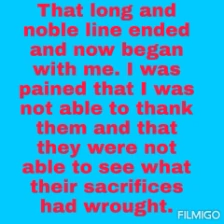 That long and
noble line ended
and now began
with me. I was
pained that I was
not able to thank
them and that
they were not
able to see what
their sacrifices
had wrought.
FILMIGO